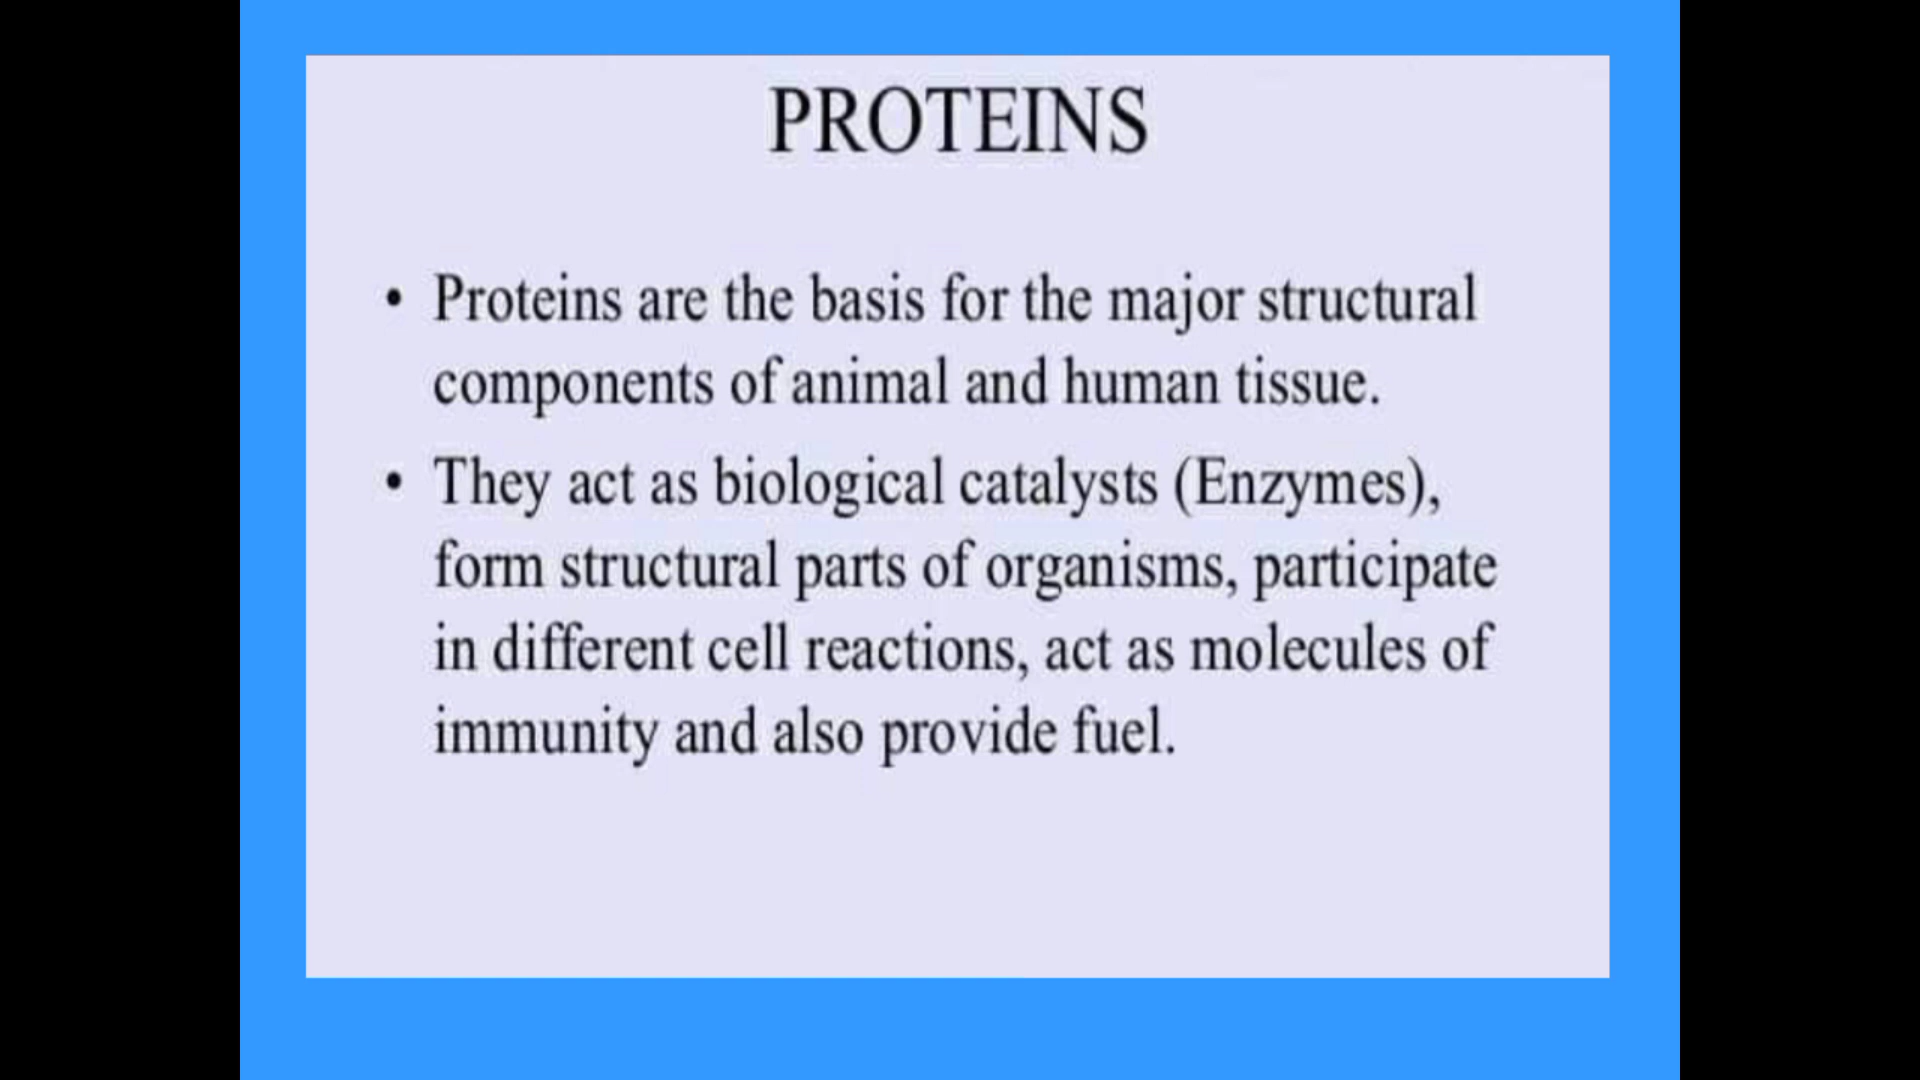 PROTEINS
• Proteins are the basis for the major structural
components of animal and human tissue.
• They act as biological catalysts (Enzymes),
form structural parts of organisms, participate
in different cell reactions, act as molecules of
immunity and also provide fuel.